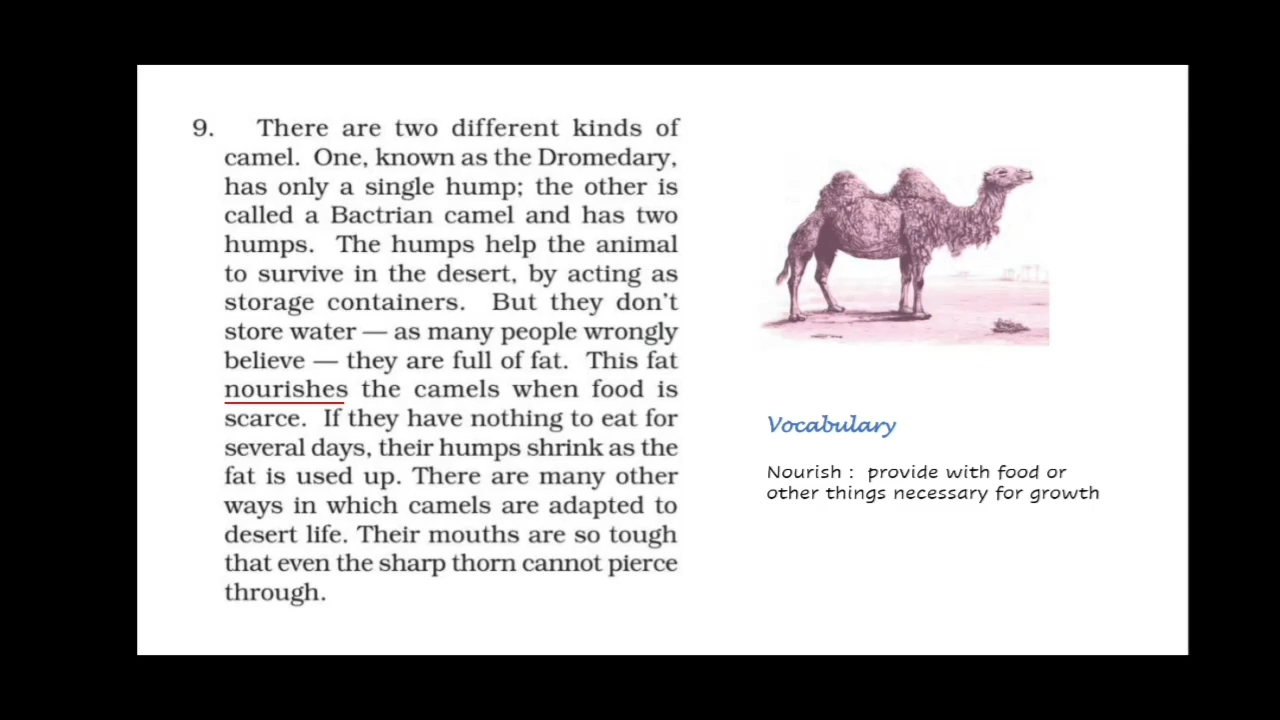 9. There are two different kinds of
camel. One, known as the Dromedary,
has only a single hump; the other is
called a Bactrian camel and has two
humps. The humps help the animal
to survive in the desert, by acting as
storage containers. But they don't
store water — as many people wrongly
believe — they are full of fat. This fat
nourishes the camels when food is
scarce. If they have nothing to eat for
several days, their humps shrink as the
fat is used up. There are many other
ways in which camels are adapted to
desert life. Their mouths are so tough
that even the sharp thorn cannot pierce
through.
Vocabulary
Nourish : provide with food or
other things necessary for growth